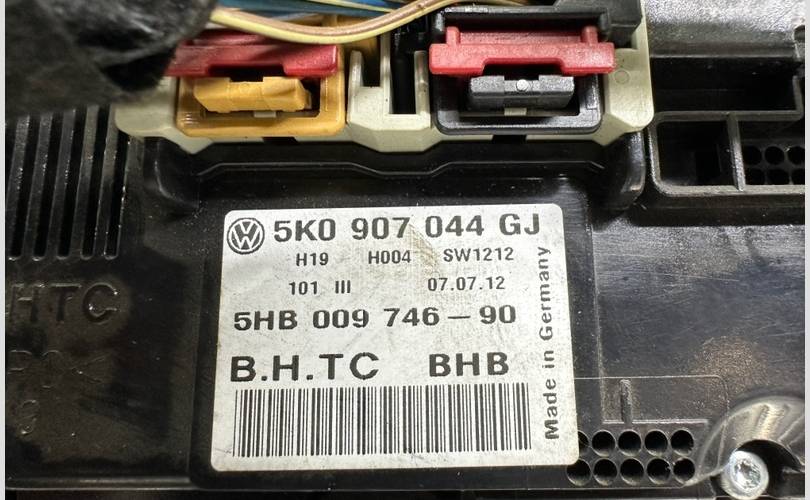 5K0 907 044 GJ
H19 H004 SW1212
101 III 07.07.12
5HB 009 746 – 90
B.H.TC BHB
Made in Germany
HTC